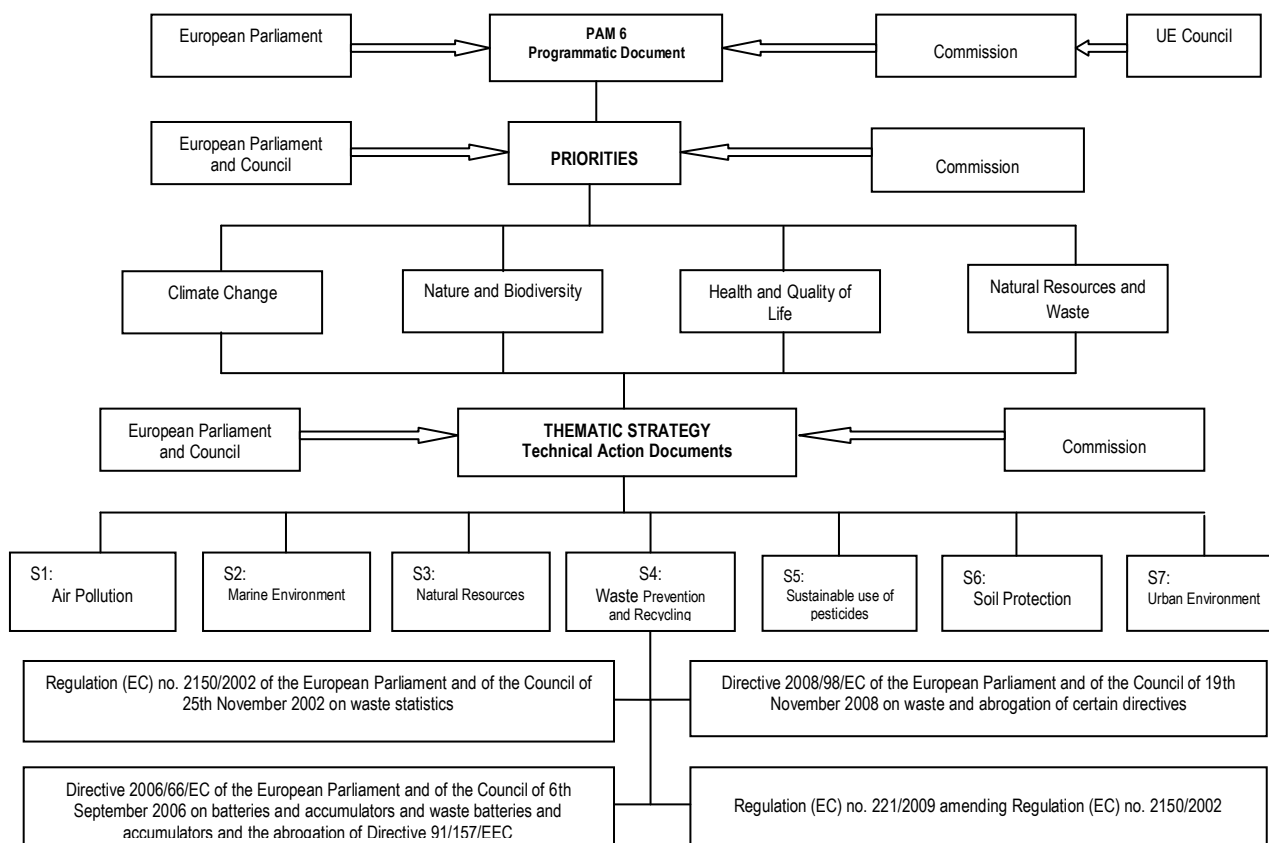 European Parliament
PAM 6
Programmatic Document
Commission
UE Council
European Parliament
and Council
PRIORITIES
Commission
Climate Change
Nature and Biodiversity
Health and Quality of
Life
Natural Resources and
Waste
European Parliament
and Council
THEMATIC STRATEGY
Technical Action Documents
Commission
S1:
Air Pollution
S2:
Marine Environment
S3:
Natural Resources
S4:
Waste Prevention
and Recycling
S5:
Sustainable use of
pesticides
S6:
Soil Protection
S7:
Urban Environment
Regulation (EC) no. 2150/2002 of the European Parliament and of the Council of
25th November 2002 on waste statistics
Directive 2008/98/EC of the European Parliament and of the Council of 19th
November 2008 on waste and abrogation of certain directives
Directive 2006/66/EC of the European Parliament and of the Council of 6th
September 2006 on batteries and accumulators and waste batteries and
accumulators and the abrogation of Directive 91/157/EEC
Regulation (EC) no. 221/2009 amending Regulation (EC) no. 2150/2002